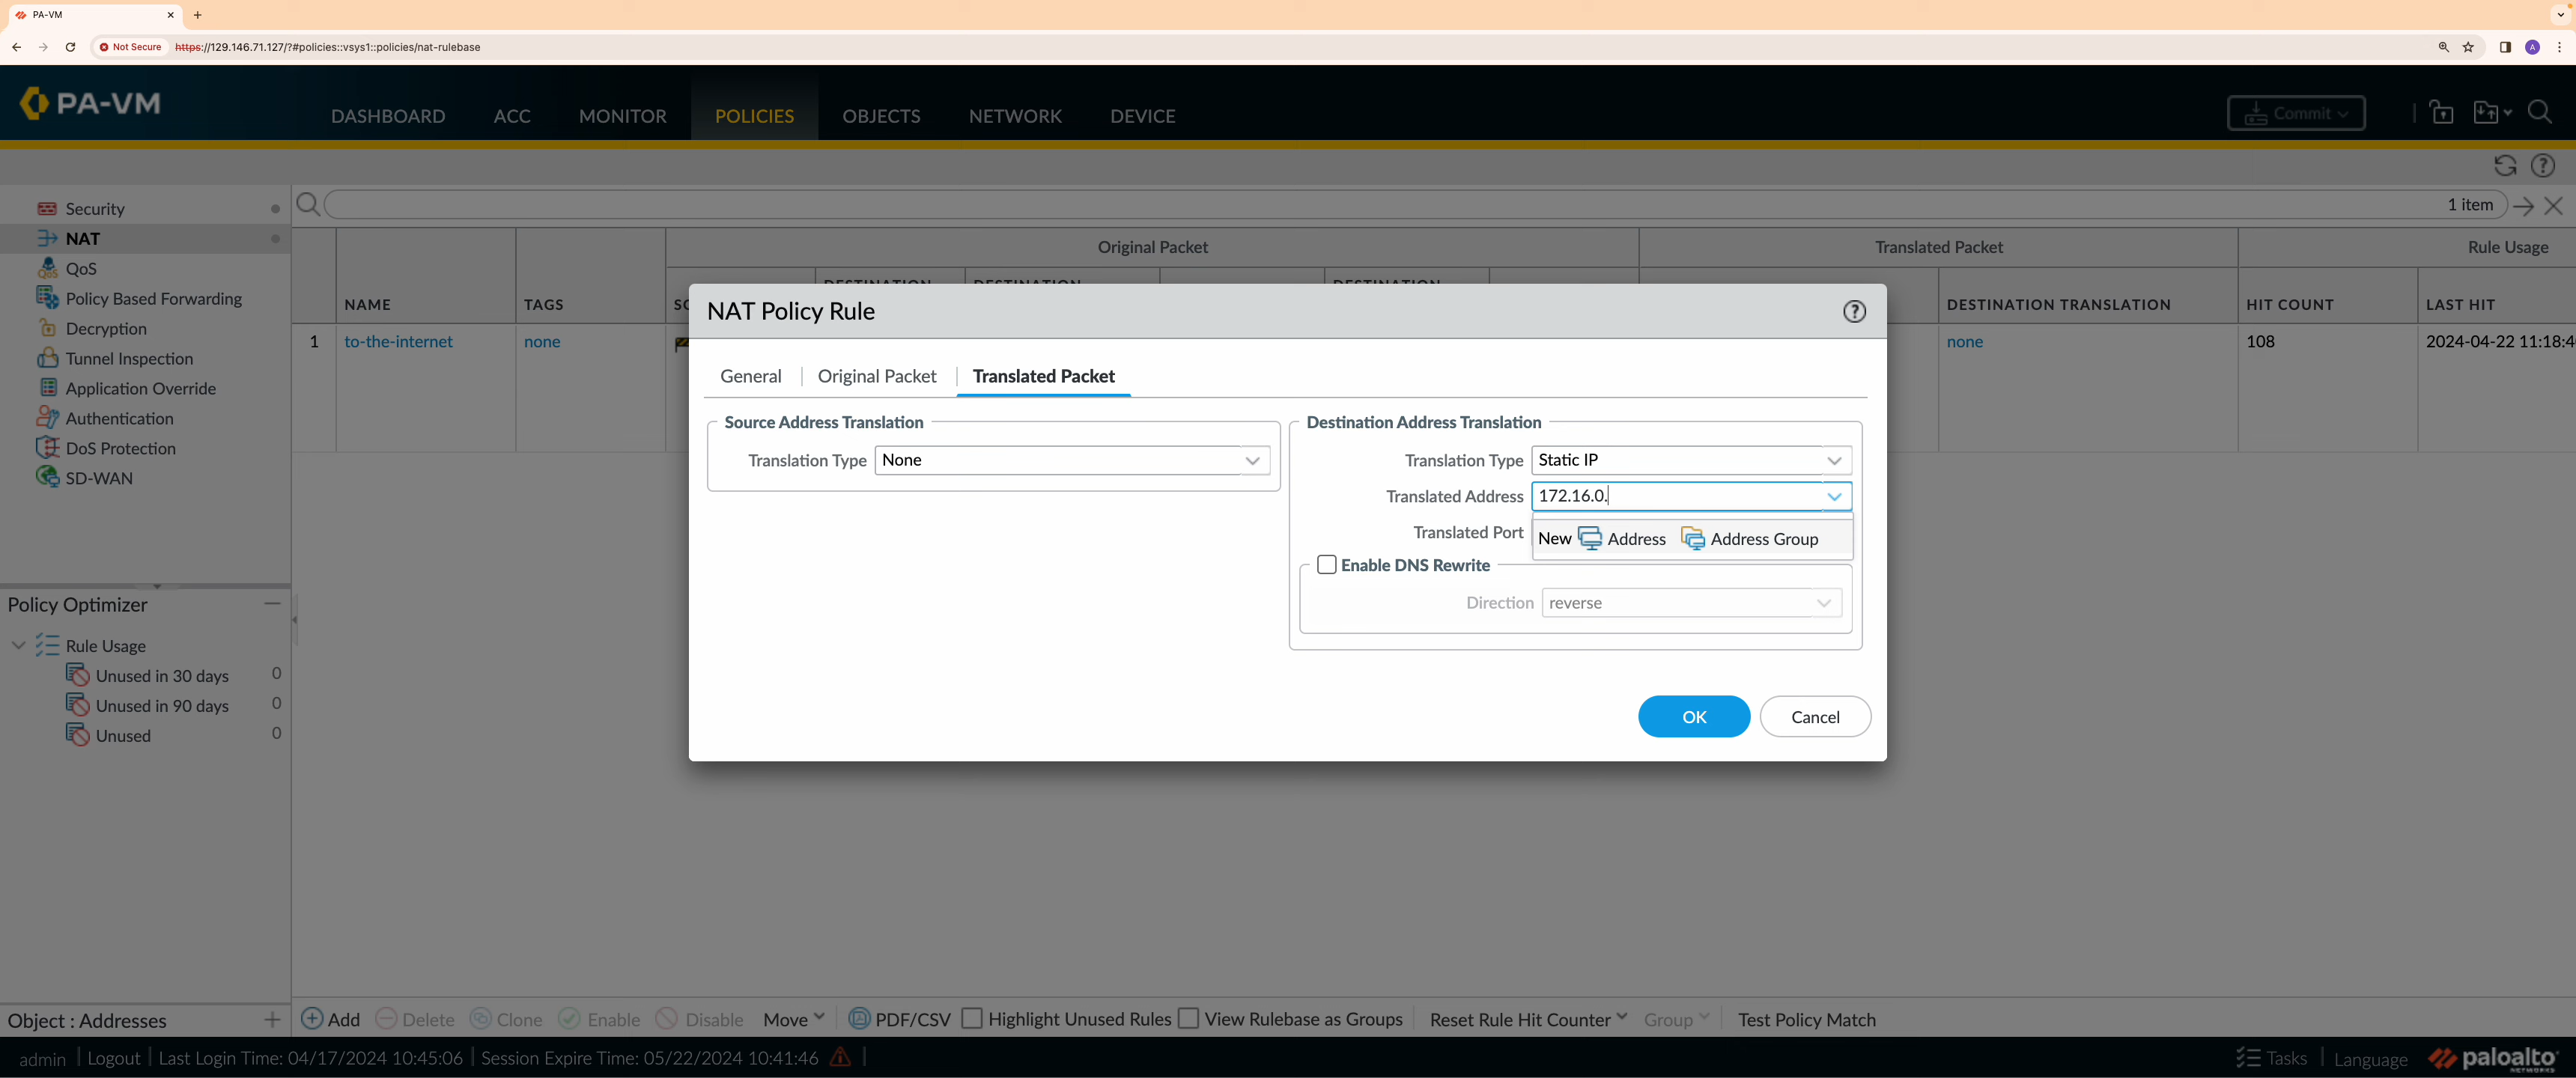 PA-VM
Not Secure https://129.146.71.127/?#policies::vsys1::policies/nat-rulebase
A
PA-VM
DASHBOARD ACC MONITOR POLICIES OBJECTS NETWORK DEVICE
Commit
Security
NAT
QoS
Policy Based Forwarding
Decryption
Tunnel Inspection
Application Override
Authentication
DoS Protection
SD-WAN
Policy Optimizer
Rule Usage
Unused in 30 days 0
Unused in 90 days 0
Unused 0
Object : Addresses
1 item
Original Packet Translated Packet Rule Usage
NAME TAGS DESTINATION TRANSLATION HIT COUNT LAST HIT
1 to-the-internet none none 108 2024-04-22 11:18:4
NAT Policy Rule
General Original Packet Translated Packet
Source Address Translation
Translation Type None
Destination Address Translation
Translation Type Static IP
Translated Address 172.16.0.
Translated Port
New Address Address Group
Enable DNS Rewrite
Direction reverse
OK Cancel
Add Delete Clone Enable Disable Move PDF/CSV Highlight Unused Rules View Rulebase as Groups Reset Rule Hit Counter Group Test Policy Match
admin Logout Last Login Time: 04/17/2024 10:45:06 Session Expire Time: 05/22/2024 10:41:46
Tasks Language paloalto
NETWORKS